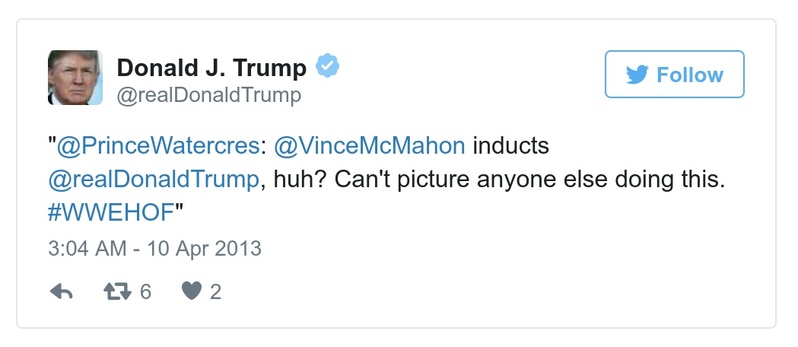 Donald J. Trump
@realDonaldTrump
Follow
"@PrinceWatercres: @VinceMcMahon inducts
@realDonaldTrump, huh? Can't picture anyone else doing this.
#WWEHOF"
3:04 AM - 10 Apr 2013
6 2